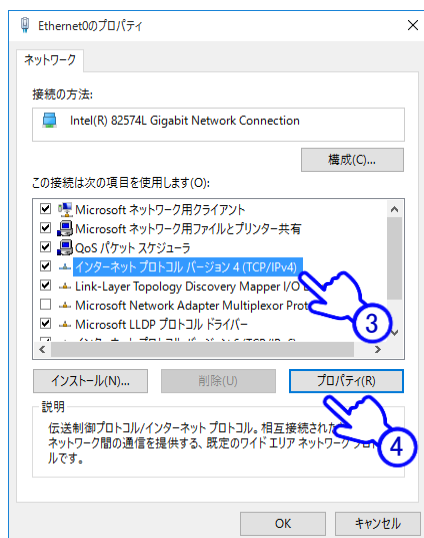 Ethernet0のプロパティ
ネットワーク
接続の方法:
Intel(R) 82574L Gigabit Network Connection
構成(C)...
この接続は次の項目を使用します(O):
Microsoft ネットワーク用クライアント
Microsoft ネットワーク用ファイルとプリンター共有
QoS パケット スケジューラ
インターネット プロトコル バージョン 4 (TCP/IPv4)
Link-Layer Topology Discovery Mapper I/O
Microsoft Network Adapter Multiplexor Prot
3
Microsoft LLDP プロトコル ドライバー
インストール(N)...
削除(U)
プロパティ(R)
説明
伝送制御プロトコル/インターネット プロトコル。相互接続された
ネットワーク間の通信を提供する、既定のワイド エリア ネットワーク プロト
ルです。
4
OK
キャンセル